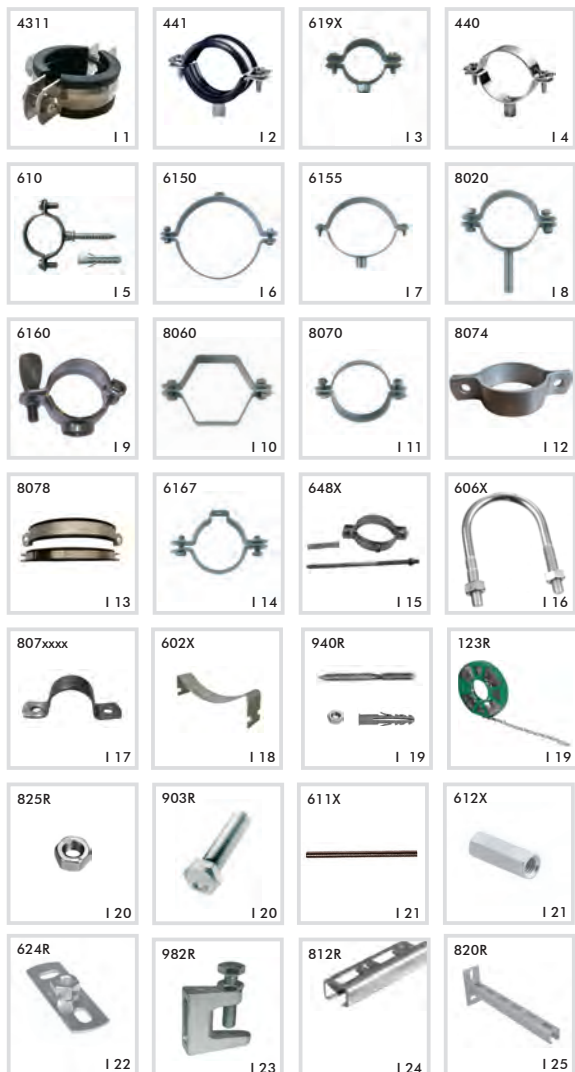 4311 441 619X 440
I 1 I 2 I 3 I 4
610 6150 6155 8020
I 5 I 6 I 7 I 8
6160 8060 8070 8074
I 9 I 10 I 11 I 12
8078 6167 648X 606X
I 13 I 14 I 15 I 16
807xxxx 602X 940R 123R
I 17 I 18 I 19 I 19
825R 903R 611X 612X
I 20 I 20 I 21 I 21
624R 982R 812R 820R
I 22 I 23 I 24 I 25